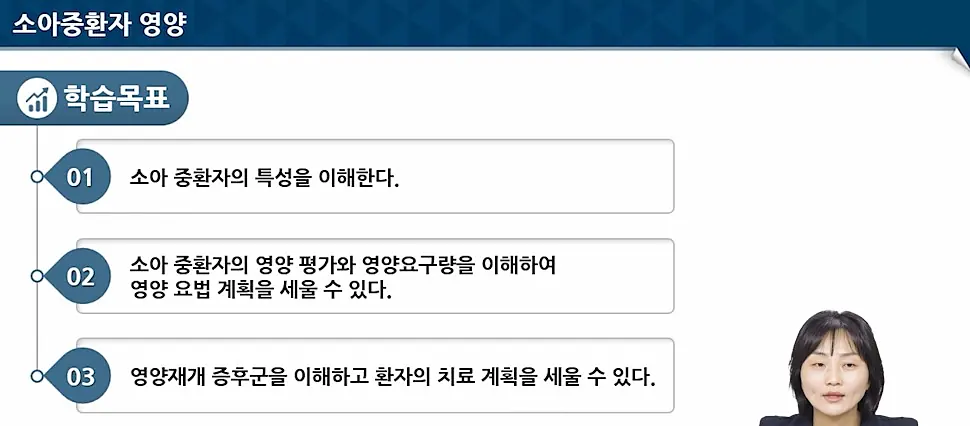 소아중환자 영양
학습목표
01
소아 중환자의 특성을 이해한다.
02
소아 중환자의 영양 평가와 영양요구량을 이해하여
영양 요법 계획을 세울 수 있다.
03
영양재개 증후군을 이해하고 환자의 치료 계획을 세울 수 있다.